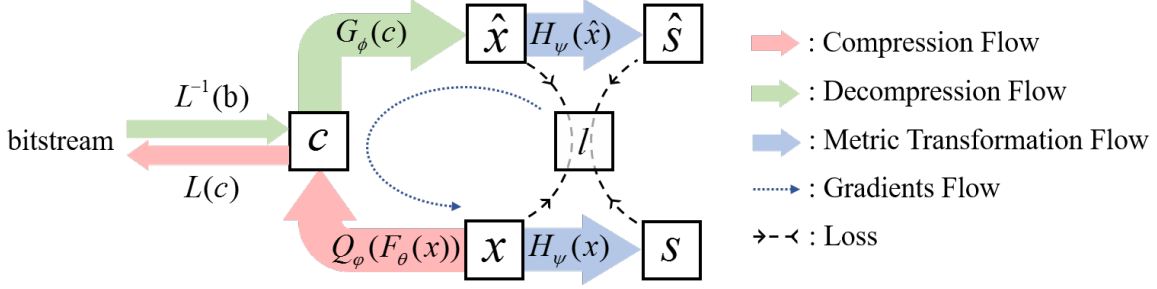 G_ϕ(c)
x̂
H_ψ(x̂)
ŝ
: Compression Flow
L⁻¹(b)
: Decompression Flow
bitstream
c
l
: Metric Transformation Flow
L(c)
: Gradients Flow
Q_φ(F_θ(x))
x
H_ψ(x)
s
: Loss